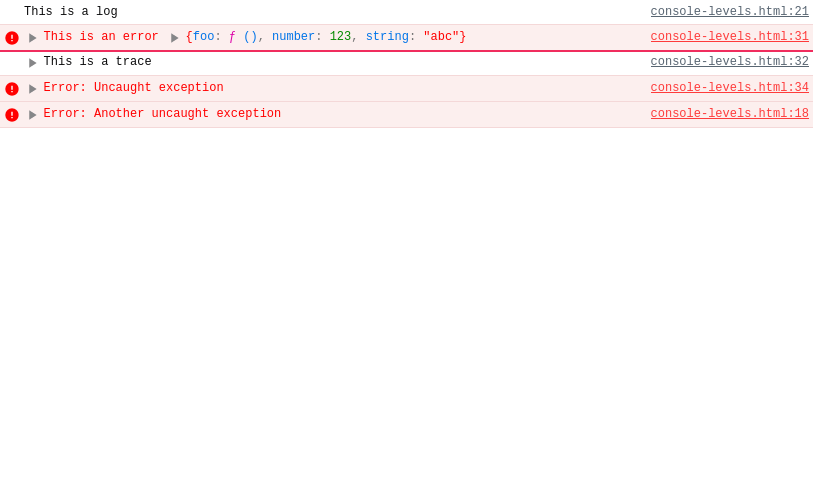 This is a log console-levels.html:21
This is an error {foo: ƒ (), number: 123, string: "abc"} console-levels.html:31
This is a trace console-levels.html:32
Error: Uncaught exception console-levels.html:34
Error: Another uncaught exception console-levels.html:18